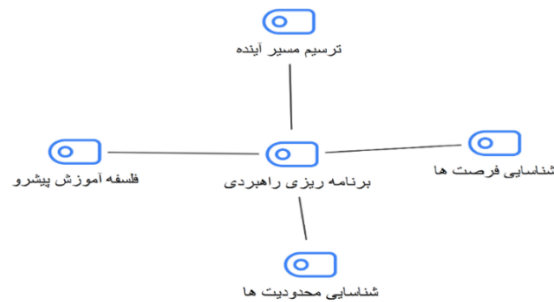 ترسیم مسیر آینده
شناسایی فرصت ها
برنامه ریزی راهبردی
فلسفه آموزش پیشرو
شناسایی محدودیت ها